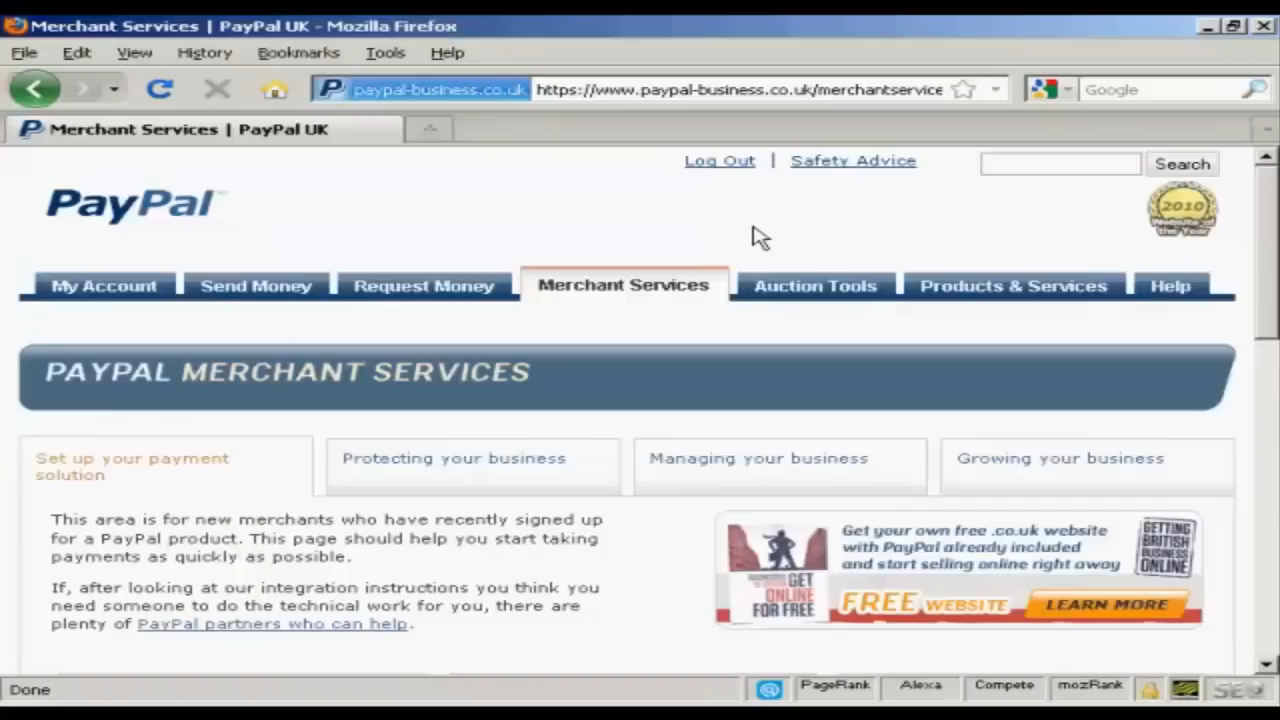 Merchant Services | PayPal UK - Mozilla Firefox
File Edit View History Bookmarks Tools Help
paypal-business.co.uk https://www.paypal-business.co.uk/merchantservice Google
Merchant Services | PayPal UK
Log Out | Safety Advice Search
PayPal
2010
Website of
the Year
My Account Send Money Request Money Merchant Services Auction Tools Products & Services Help
PAYPAL MERCHANT SERVICES
Set up your payment
solution
Protecting your business
Managing your business
Growing your business
This area is for new merchants who have recently signed up
for a PayPal product. This page should help you start taking
payments as quickly as possible.
If, after looking at our integration instructions you think you
need someone to do the technical work for you, there are
plenty of PayPal partners who can help.
GET
ONLINE
FOR FREE
Get your own free .co.uk website
with PayPal already included
and start selling online right away
FREE WEBSITE
LEARN MORE
GETTING
BRITISH
BUSINESS
ONLINE
Done PageRank Alexa Compete mozRank SEO